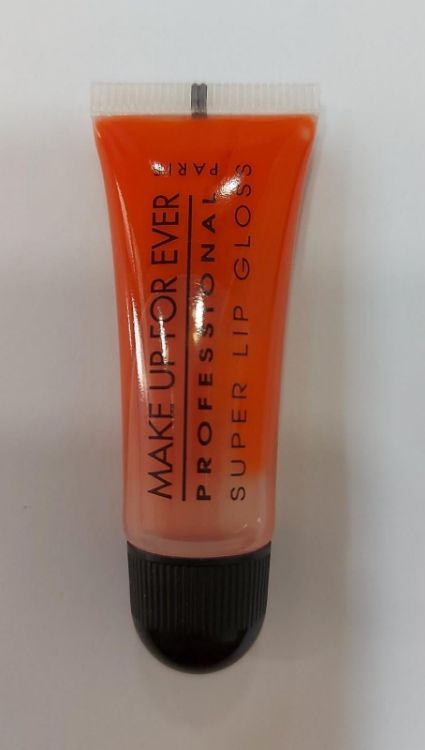 MAKE UP FOR EVER
PROFESSIONAL
PARIS
SUPER LIP GLOSS